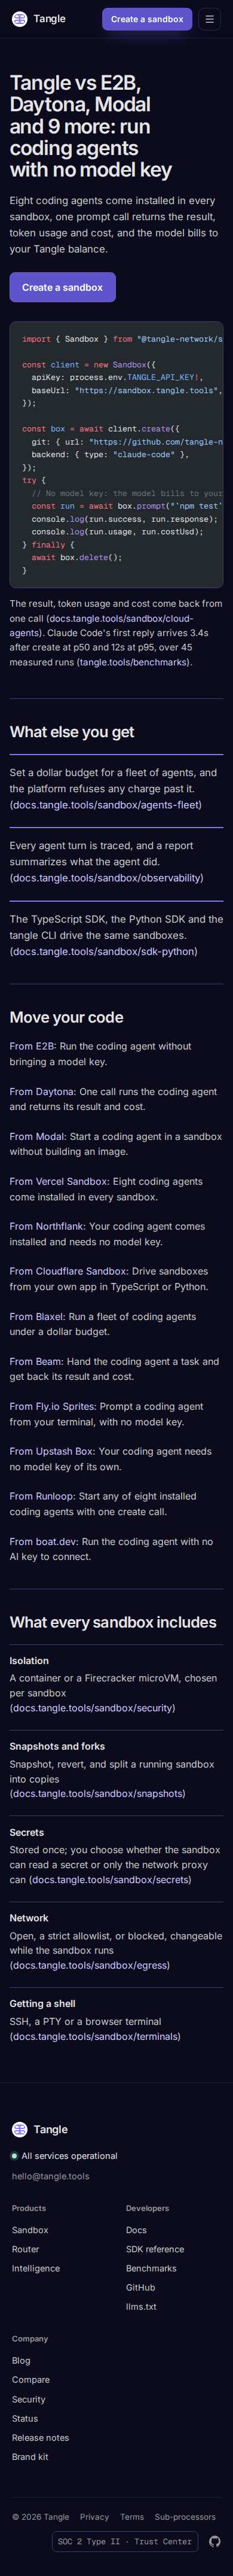 Tangle
Create a sandbox
Tangle vs E2B,
Daytona, Modal
and 9 more: run
coding agents
with no model key
Eight coding agents come installed in every
sandbox, one prompt call returns the result,
token usage and cost, and the model bills to
your Tangle balance.
Create a sandbox
import { Sandbox } from "@tangle-network/s
const client = new Sandbox({
apiKey: process.env.TANGLE_API_KEY!,
baseUrl: "https://sandbox.tangle.tools",
});
const box = await client.create({
git: { url: "https://github.com/tangle-n
backend: { type: "claude-code" },
});
try {
// No model key: the model bills to your
const run = await box.prompt("`npm test`
console.log(run.success, run.response);
console.log(run.usage, run.costUsd);
} finally {
await box.delete();
}
The result, token usage and cost come back from
one call (docs.tangle.tools/sandbox/cloud-
agents). Claude Code's first reply arrives 3.4s
after create at p50 and 12s at p95, over 45
measured runs (tangle.tools/benchmarks).
What else you get
Set a dollar budget for a fleet of agents, and
the platform refuses any charge past it.
(docs.tangle.tools/sandbox/agents-fleet)
Every agent turn is traced, and a report
summarizes what the agent did.
(docs.tangle.tools/sandbox/observability)
The TypeScript SDK, the Python SDK and the
tangle CLI drive the same sandboxes.
(docs.tangle.tools/sandbox/sdk-python)
Move your code
From E2B: Run the coding agent without
bringing a model key.
From Daytona: One call runs the coding agent
and returns its result and cost.
From Modal: Start a coding agent in a sandbox
without building an image.
From Vercel Sandbox: Eight coding agents
come installed in every sandbox.
From Northflank: Your coding agent comes
installed and needs no model key.
From Cloudflare Sandbox: Drive sandboxes
from your own app in TypeScript or Python.
From Blaxel: Run a fleet of coding agents
under a dollar budget.
From Beam: Hand the coding agent a task and
get back its result and cost.
From Fly.io Sprites: Prompt a coding agent
from your terminal, with no model key.
From Upstash Box: Your coding agent needs
no model key of its own.
From Runloop: Start any of eight installed
coding agents with one create call.
From boat.dev: Run the coding agent with no
AI key to connect.
What every sandbox includes
Isolation
A container or a Firecracker microVM, chosen
per sandbox
(docs.tangle.tools/sandbox/security)
Snapshots and forks
Snapshot, revert, and split a running sandbox
into copies
(docs.tangle.tools/sandbox/snapshots)
Secrets
Stored once; you choose whether the sandbox
can read a secret or only the network proxy
can (docs.tangle.tools/sandbox/secrets)
Network
Open, a strict allowlist, or blocked, changeable
while the sandbox runs
(docs.tangle.tools/sandbox/egress)
Getting a shell
SSH, a PTY or a browser terminal
(docs.tangle.tools/sandbox/terminals)
Tangle
All services operational
hello@tangle.tools
Products
Developers
Sandbox
Docs
Router
SDK reference
Intelligence
Benchmarks
GitHub
llms.txt
Company
Blog
Compare
Security
Status
Release notes
Brand kit
© 2026 Tangle
Privacy
Terms
Sub-processors
SOC 2 Type II · Trust Center